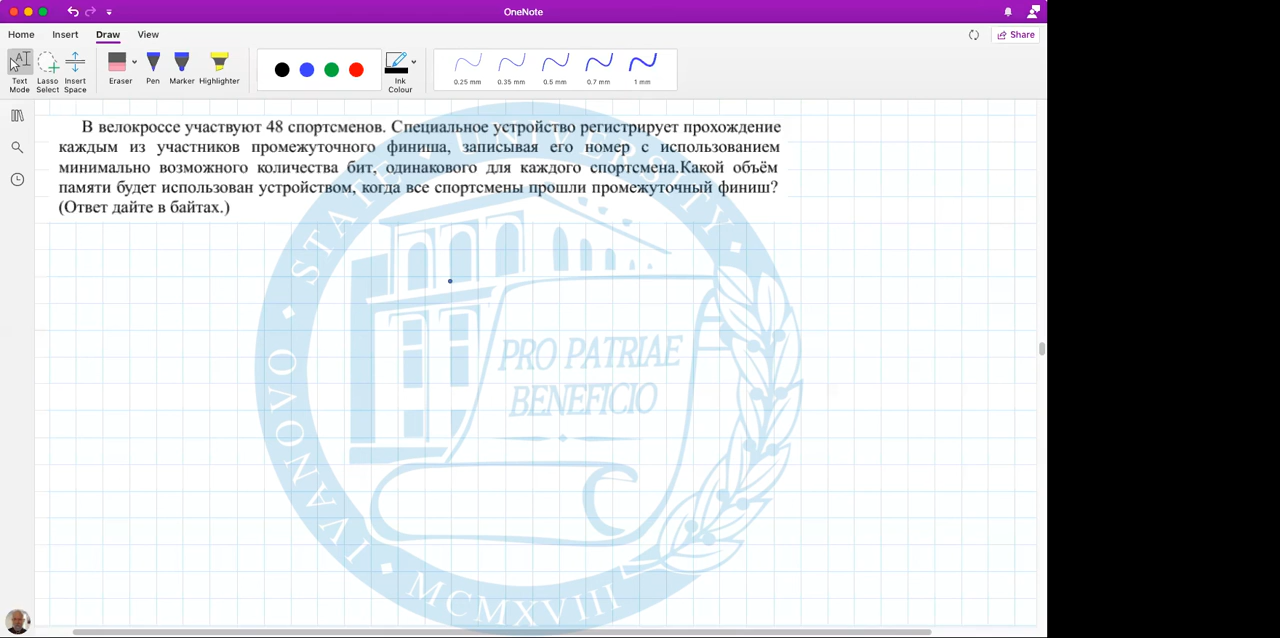 OneNote
Home Insert Draw View
Share
Text Mode
Lasso Select
Insert Space
Eraser
Pen
Marker
Highlighter
Ink Colour
0.25 mm
0.35 mm
0.5 mm
0.7 mm
1 mm
В велокроссе участвуют 48 спортсменов. Специальное устройство регистрирует прохождение
каждым из участников промежуточного финиша, записывая его номер с использованием
минимально возможного количества бит, одинакового для каждого спортсмена.Какой объём
памяти будет использован устройством, когда все спортсмены прошли промежуточный финиш?
(Ответ дайте в байтах.)
IVANOVO • STATE • UNIVERSITY
PRO PATRIAE
BENEFICIO
MCMXVIII